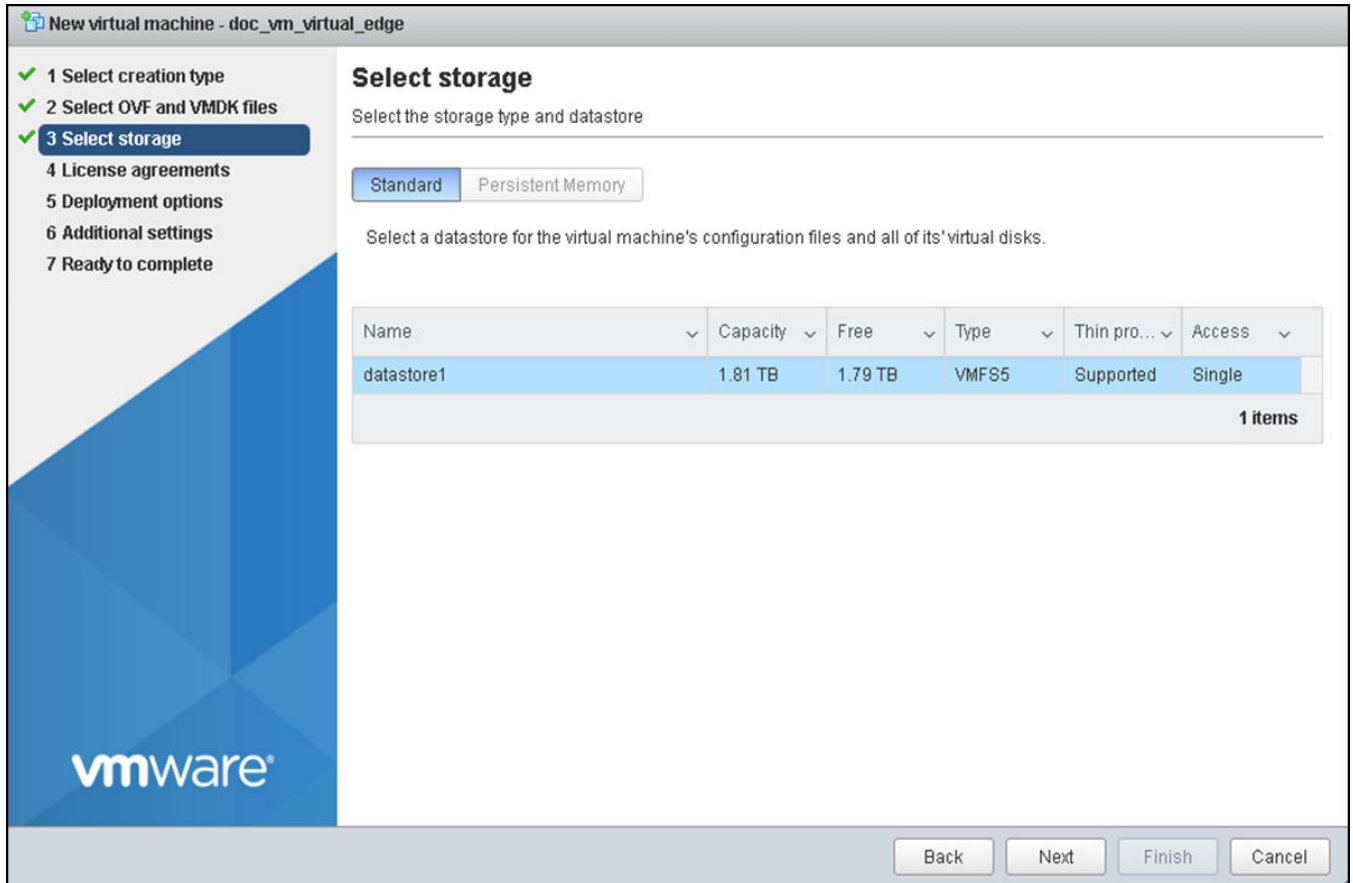 New virtual machine - doc_vm_virtual_edge
1 Select creation type
2 Select OVF and VMDK files
3 Select storage
4 License agreements
5 Deployment options
6 Additional settings
7 Ready to complete
vmware®
Select storage
Select the storage type and datastore
Standard Persistent Memory
Select a datastore for the virtual machine's configuration files and all of its' virtual disks.
Name Capacity Free Type Thin pro... Access
datastore1 1.81 TB 1.79 TB VMFS5 Supported Single
1 items
Back Next Finish Cancel